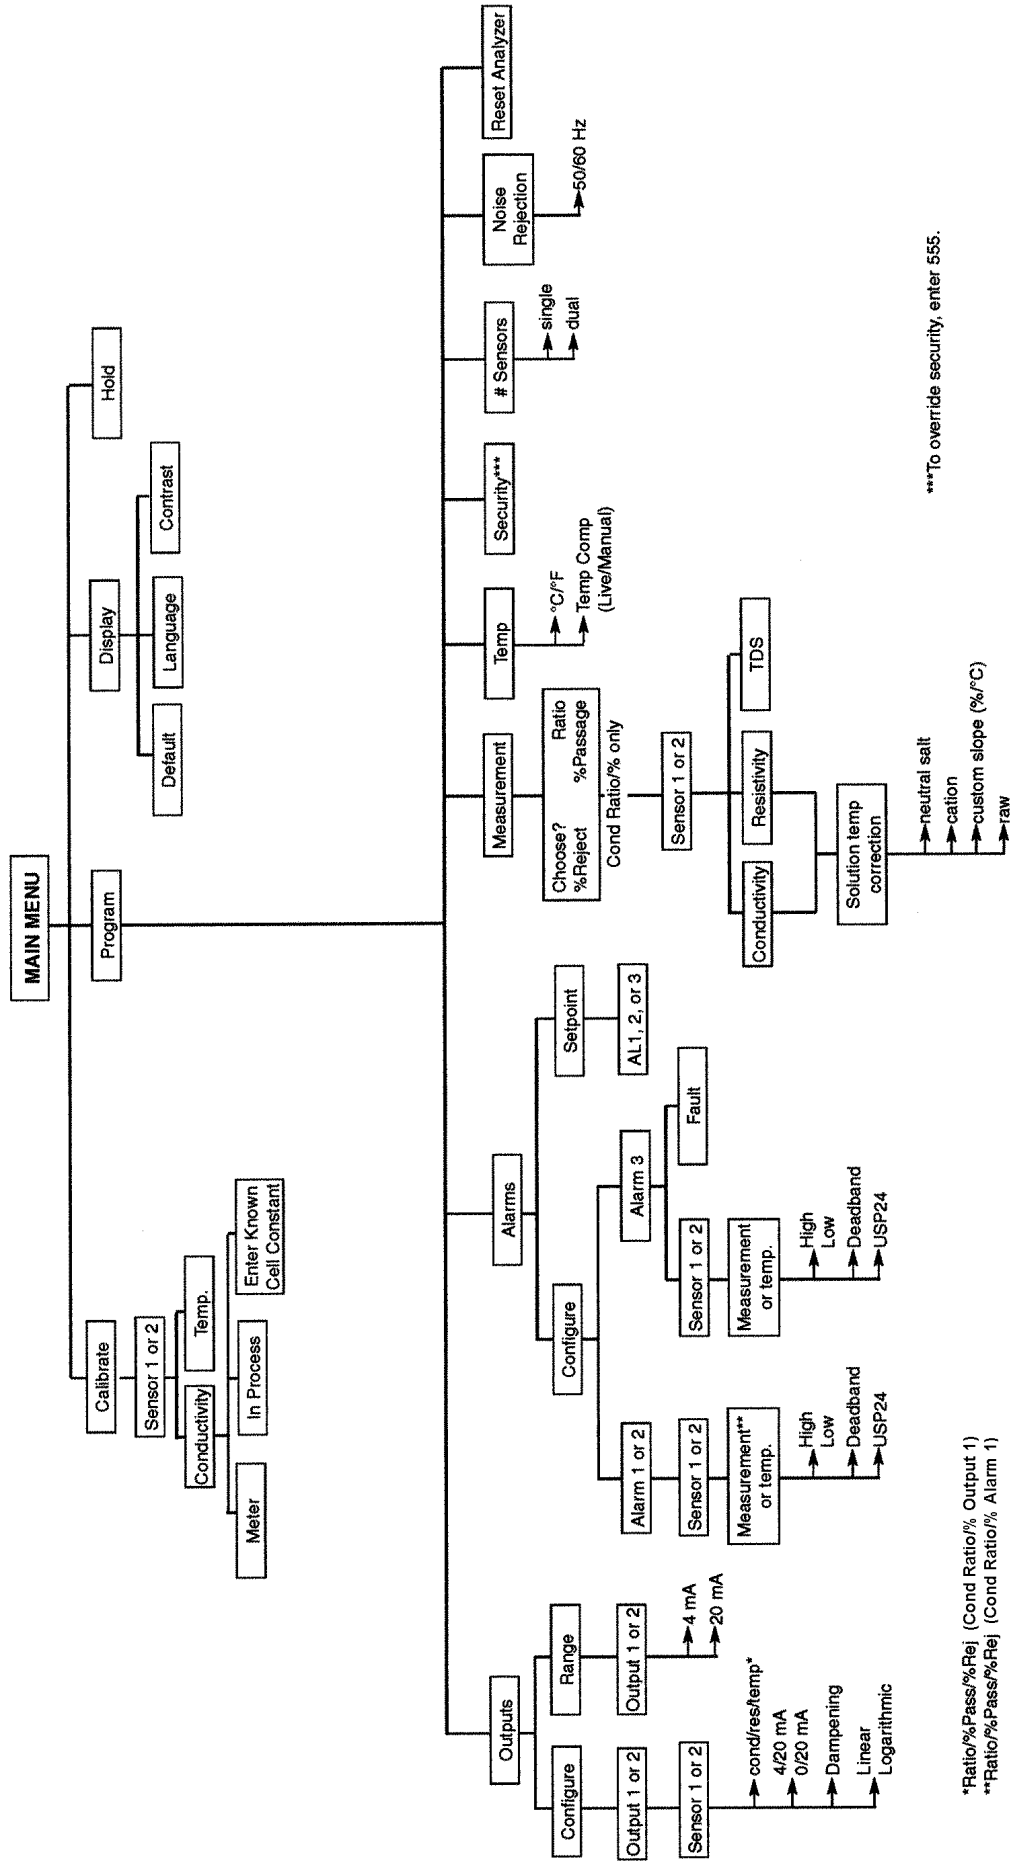 MAIN MENU
Calibrate
Program
Display
Hold
Sensor 1 or 2
Conductivity
Temp.
Meter
In Process
Enter Known
Cell Constant
Default
Language
Contrast
Outputs
Alarms
Measurement
Temp
Security***
# Sensors
Noise
Rejection
Reset Analyzer
Configure
Range
Output 1 or 2
Output 1 or 2
Sensor 1 or 2
cond/res/temp*
4/20 mA
0/20 mA
Dampening
Linear
Logarithmic
4 mA
20 mA
Configure
Setpoint
Alarm 1 or 2
Alarm 3
AL1, 2, or 3
Sensor 1 or 2
Sensor 1 or 2
Fault
Measurement**
or temp.
Measurement
or temp.
High
Low
Deadband
USP24
High
Low
Deadband
USP24
Choose? Ratio
%Reject %Passage
Cond Ratio/% only
Sensor 1 or 2
Conductivity
Resistivity
TDS
Solution temp
correction
neutral salt
cation
custom slope (%/°C)
raw
°C/°F
Temp Comp
(Live/Manual)
single
dual
50/60 Hz
***To override security, enter 555.
*Ratio/%Pass/%Rej (Cond Ratio/% Output 1)
**Ratio/%Pass/%Rej (Cond Ratio/% Alarm 1)